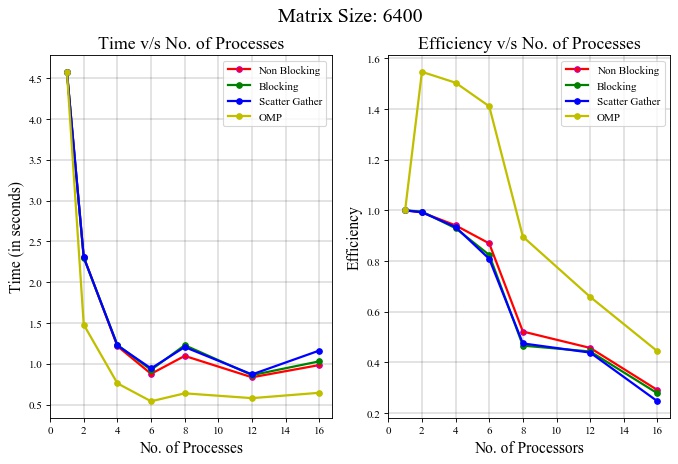 Matrix Size: 6400
Time v/s No. of Processes
Time (in seconds)
4.5
4.0
3.5
3.0
2.5
2.0
1.5
1.0
0.5
Non Blocking
Blocking
Scatter Gather
OMP
0 2 4 6 8 10 12 14 16
No. of Processes
Efficiency v/s No. of Processes
Efficiency
1.6
1.4
1.2
1.0
0.8
0.6
0.4
0.2
Non Blocking
Blocking
Scatter Gather
OMP
0 2 4 6 8 10 12 14 16
No. of Processors